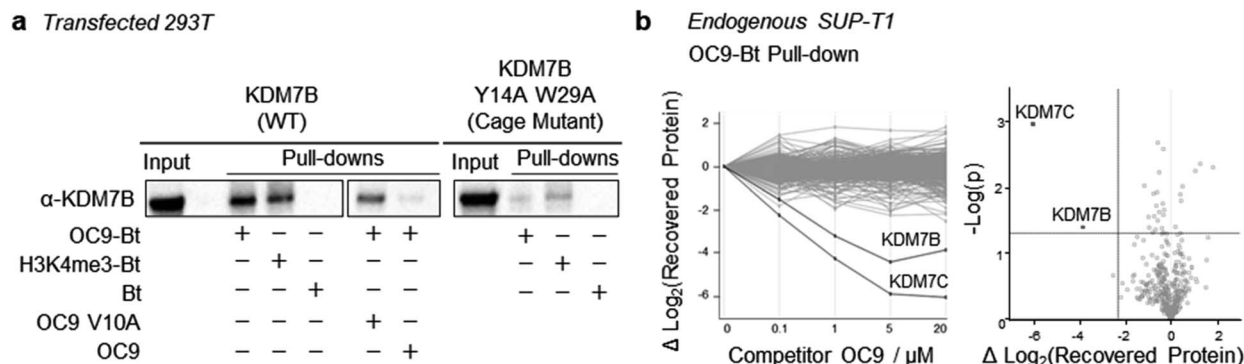 a Transfected 293T
KDM7B
(WT)
KDM7B
Y14A W29A
(Cage Mutant)
Input Pull-downs Input Pull-downs
α-KDM7B
OC9-Bt + − − + + + − −
H3K4me3-Bt − + − − − − + −
Bt − − + − − − − +
OC9 V10A − − − + − − − −
OC9 − − − − + − − −
b Endogenous SUP-T1
OC9-Bt Pull-down
Δ Log2(Recovered Protein)
2
0
-2
-4
-6
KDM7B
KDM7C
0 0.1 1 5 20
Competitor OC9 / μM
-Log(p)
3
2
1
0
KDM7C
KDM7B
-6 -4 -2 0 2
Δ Log2(Recovered Protein)